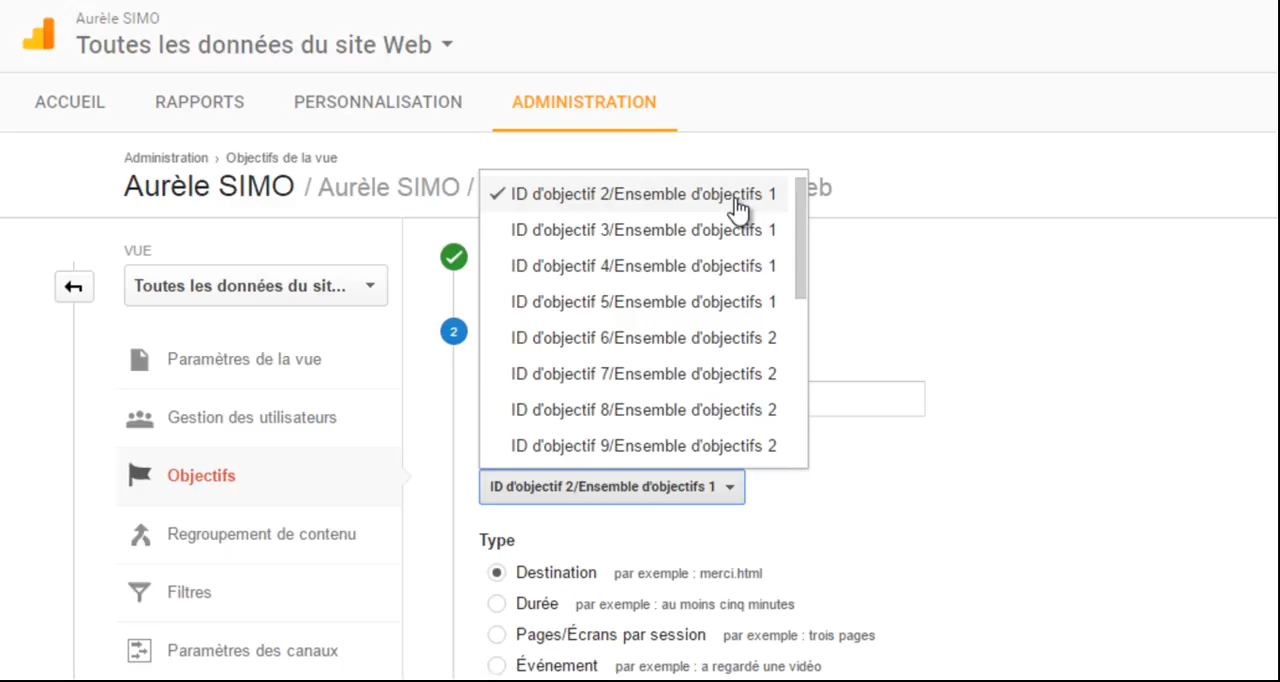 Aurèle SIMO
Toutes les données du site Web
ACCUEIL RAPPORTS PERSONNALISATION ADMINISTRATION
Administration › Objectifs de la vue
Aurèle SIMO / Aurèle SIMO / eb
VUE
Toutes les données du sit...
Paramètres de la vue
Gestion des utilisateurs
Objectifs
Regroupement de contenu
Filtres
Paramètres des canaux
2
ID d'objectif 2/Ensemble d'objectifs 1
ID d'objectif 3/Ensemble d'objectifs 1
ID d'objectif 4/Ensemble d'objectifs 1
ID d'objectif 5/Ensemble d'objectifs 1
ID d'objectif 6/Ensemble d'objectifs 2
ID d'objectif 7/Ensemble d'objectifs 2
ID d'objectif 8/Ensemble d'objectifs 2
ID d'objectif 9/Ensemble d'objectifs 2
ID d'objectif 2/Ensemble d'objectifs 1
Type
Destination par exemple : merci.html
Durée par exemple : au moins cinq minutes
Pages/Écrans par session par exemple : trois pages
Événement par exemple : a regardé une vidéo